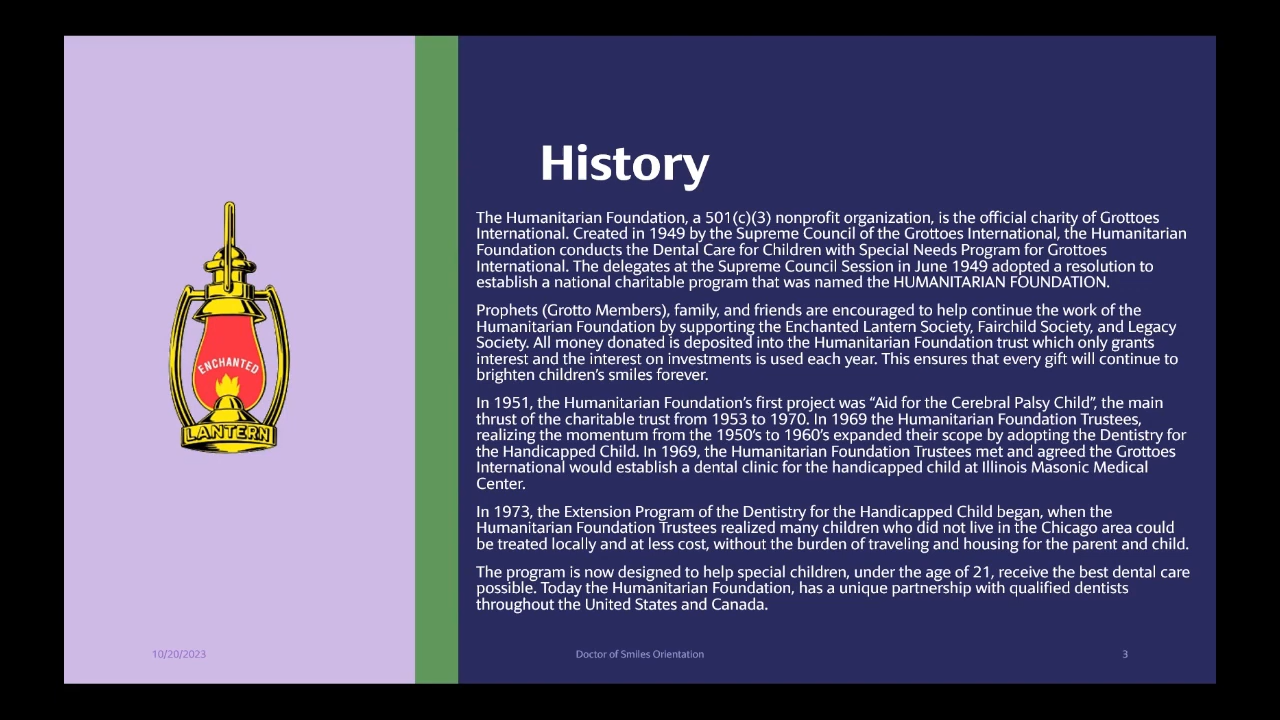 History
The Humanitarian Foundation, a 501(c)(3) nonprofit organization, is the official charity of Grottoes
International. Created in 1949 by the Supreme Council of the Grottoes International, the Humanitarian
Foundation conducts the Dental Care for Children with Special Needs Program for Grottoes
International. The delegates at the Supreme Council Session in June 1949 adopted a resolution to
establish a national charitable program that was named the HUMANITARIAN FOUNDATION.
Prophets (Grotto Members), family, and friends are encouraged to help continue the work of the
Humanitarian Foundation by supporting the Enchanted Lantern Society, Fairchild Society, and Legacy
Society. All money donated is deposited into the Humanitarian Foundation trust which only grants
interest and the interest on investments is used each year. This ensures that every gift will continue to
brighten children's smiles forever.
In 1951, the Humanitarian Foundation's first project was “Aid for the Cerebral Palsy Child”, the main
thrust of the charitable trust from 1953 to 1970. In 1969 the Humanitarian Foundation Trustees,
realizing the momentum from the 1950's to 1960's expanded their scope by adopting the Dentistry for
the Handicapped Child. In 1969, the Humanitarian Foundation Trustees met and agreed the Grottoes
International would establish a dental clinic for the handicapped child at Illinois Masonic Medical
Center.
In 1973, the Extension Program of the Dentistry for the Handicapped Child began, when the
Humanitarian Foundation Trustees realized many children who did not live in the Chicago area could
be treated locally and at less cost, without the burden of traveling and housing for the parent and child.
The program is now designed to help special children, under the age of 21, receive the best dental care
possible. Today the Humanitarian Foundation, has a unique partnership with qualified dentists
throughout the United States and Canada.
ENCHANTED
LANTERN
10/20/2023
Doctor of Smiles Orientation
3